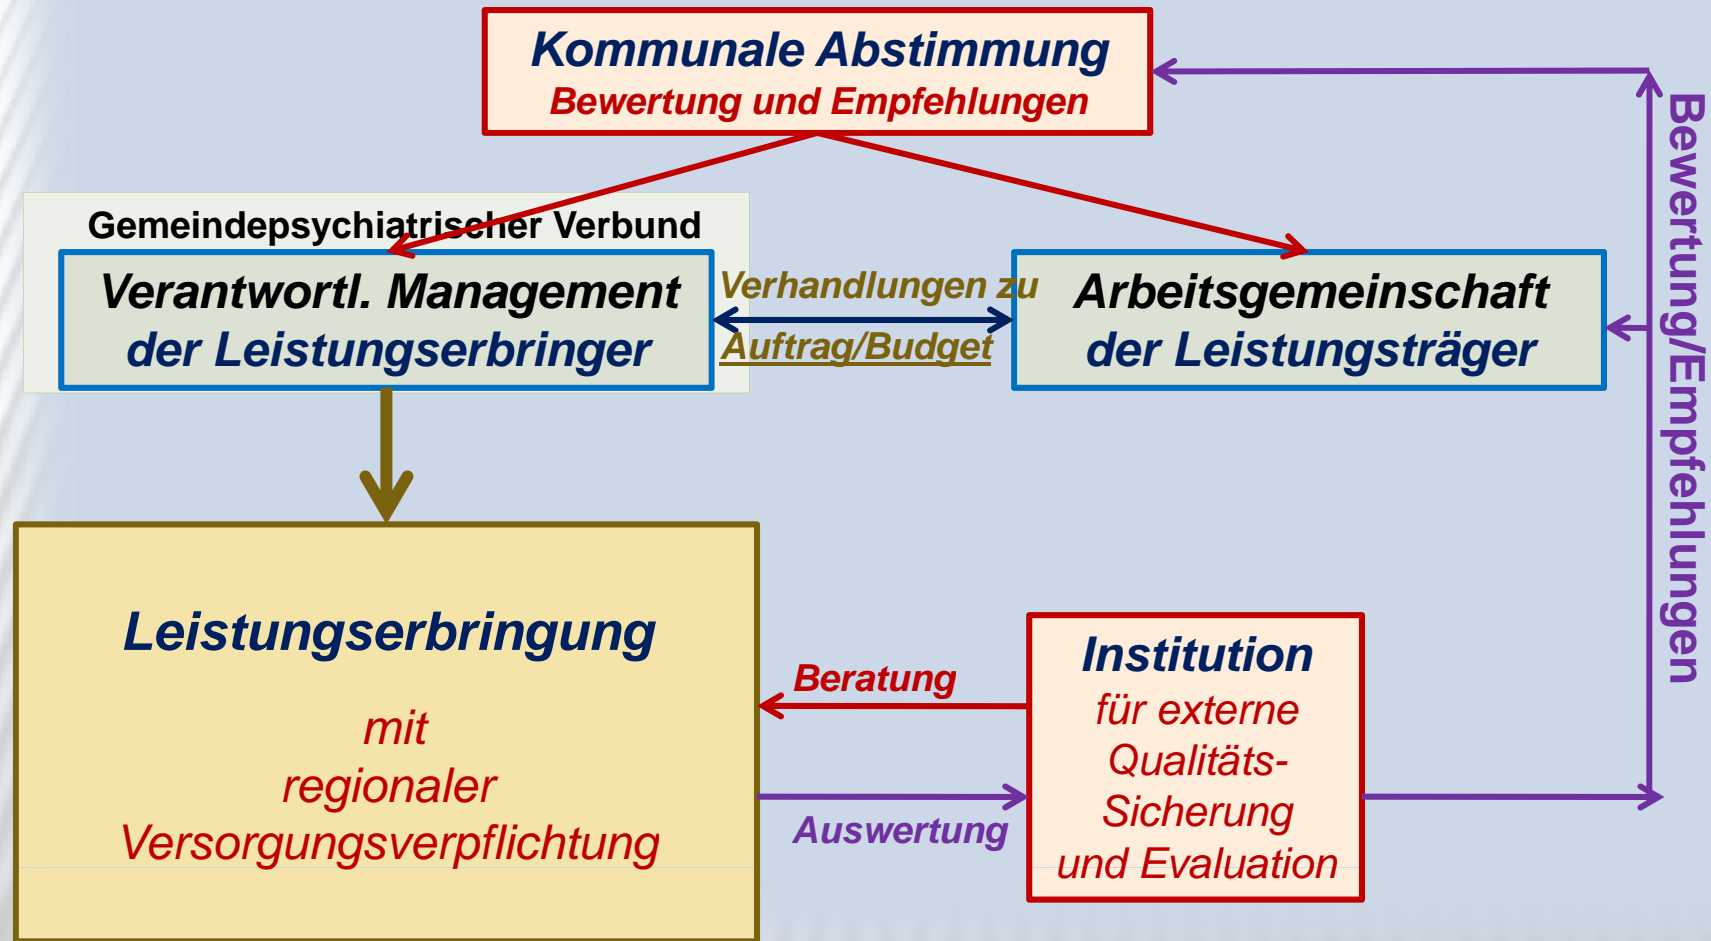 Kommunale Abstimmung
Bewertung und Empfehlungen
Gemeindepsychiatrischer Verbund
Verantwortl. Management
der Leistungserbringer
Verhandlungen zu
Auftrag/Budget
Arbeitsgemeinschaft
der Leistungsträger
Bewertung/Empfehlungen
Leistungserbringung
mit
regionaler
Versorgungsverpflichtung
Beratung
Auswertung
Institution
für externe
Qualitäts-
Sicherung
und Evaluation